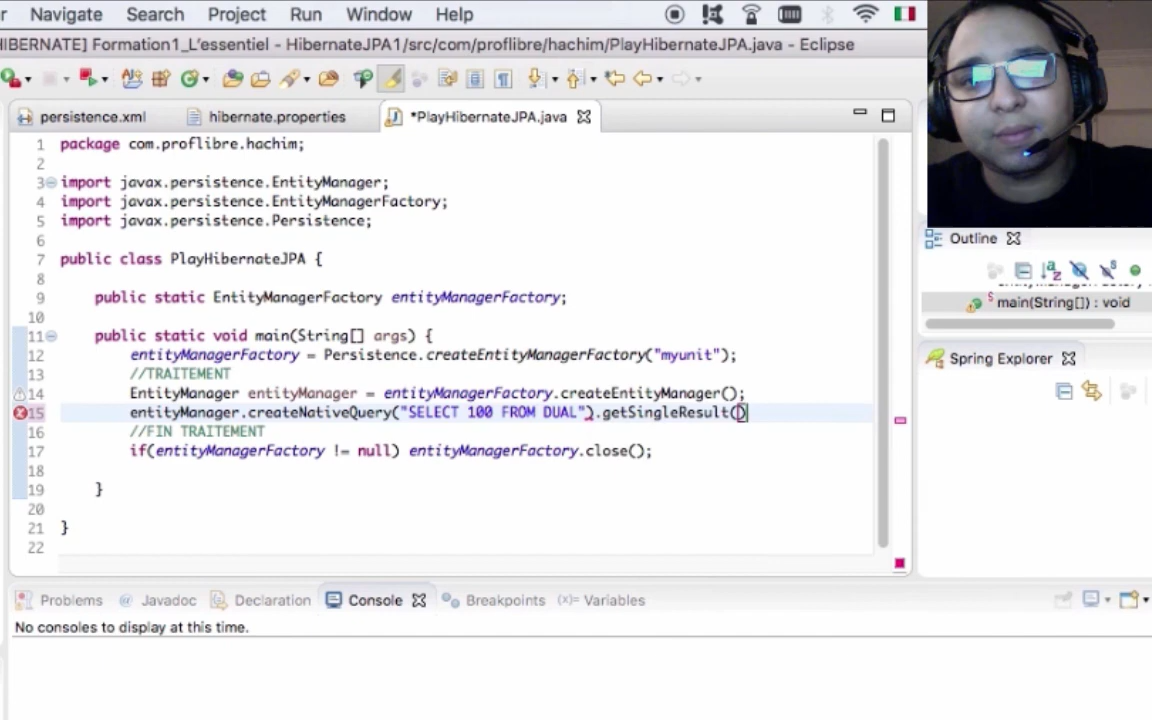 Navigate Search Project Run Window Help
HIBERNATE] Formation1_L'essentiel - HibernateJPA1/src/com/proflibre/hachim/PlayHibernateJPA.java - Eclipse
persistence.xml hibernate.properties *PlayHibernateJPA.java
1 package com.proflibre.hachim;
2
3 import javax.persistence.EntityManager;
4 import javax.persistence.EntityManagerFactory;
5 import javax.persistence.Persistence;
6
7 public class PlayHibernateJPA {
8
9 public static EntityManagerFactory entityManagerFactory;
10
11 public static void main(String[] args) {
12 entityManagerFactory = Persistence.createEntityManagerFactory("myunit");
13 //TRAITEMENT
14 EntityManager entityManager = entityManagerFactory.createEntityManager();
15 entityManager.createNativeQuery("SELECT 100 FROM DUAL").getSingleResult()
16 //FIN TRAITEMENT
17 if(entityManagerFactory != null) entityManagerFactory.close();
18
19 }
20
21 }
22
Outline
main(String[]) : void
Spring Explorer
Problems Javadoc Declaration Console Breakpoints (x)= Variables
No consoles to display at this time.